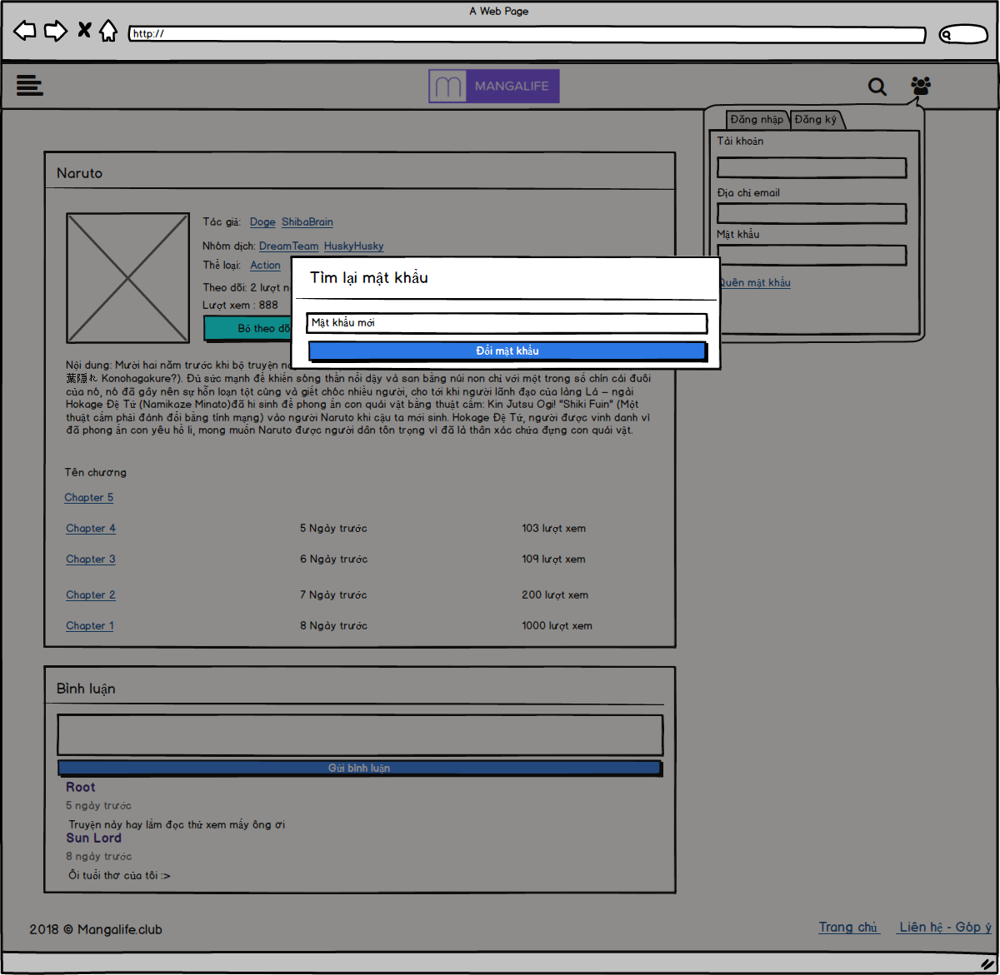 A Web Page
http://
MANGALIFE
Đăng nhập Đăng ký
Tài khoản
Địa chỉ email
Mật khẩu
Quên mật khẩu
Naruto
Tác giả: Doge ShibaBrain
Nhóm dịch: DreamTeam HuskyHusky
Thể loại: Action
Theo dõi: 2 lượt
Lượt xem : 888
Bỏ theo dõ
Tìm lại mật khẩu
Mật khẩu mới
Đổi mật khẩu
Nội dung: Mười hai năm trước khi bộ truyện
葉隠れ Konohagakure?). Đủ sức mạnh để khiến sóng thần nổi dậy và san bằng núi non chỉ với một trong số chín cái đuôi
của nó, nó đã gây nên sự hỗn loạn tột cùng và giết chóc nhiều người, cho tới khi người lãnh đạo của làng Lá – ngài
Hokage Đệ Tứ (Namikaze Minato)đã hi sinh để phong ấn con quái vật bằng thuật cấm: Kin Jutsu Ogi! "Shiki Fuin" (Một
thuật cấm phải đánh đổi bằng tính mạng) vào người Naruto khi cậu ta mới sinh. Hokage Đệ Tứ, người được vinh danh vì
đã phong ấn con yêu hồ li, mong muốn Naruto được người dân tôn trọng vì đã là thân xác chứa đựng con quái vật.
Tên chương
Chapter 5
Chapter 4 5 Ngày trước 103 lượt xem
Chapter 3 6 Ngày trước 109 lượt xem
Chapter 2 7 Ngày trước 200 lượt xem
Chapter 1 8 Ngày trước 1000 lượt xem
Bình luận
Gửi bình luận
Root
5 ngày trước
Truyện này hay lắm đọc thử xem mấy ông ơi
Sun Lord
8 ngày trước
Ôi tuổi thơ của tôi :>
2018 © Mangalife.club
Trang chủ Liên hệ - Góp ý